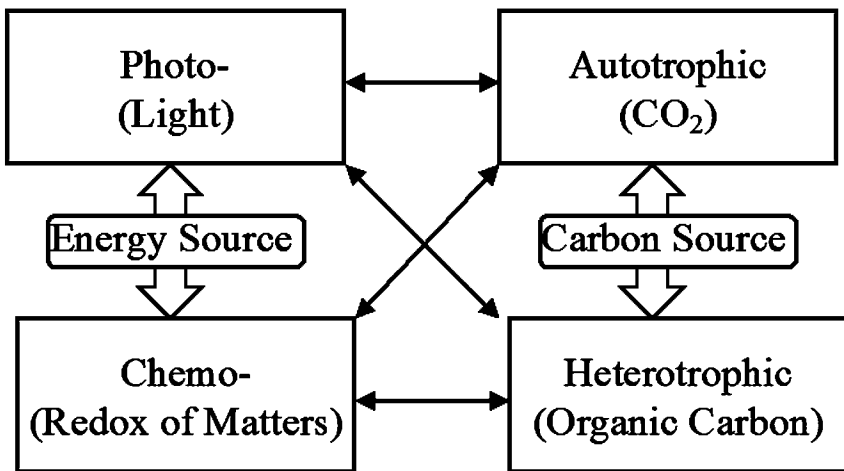 Photo-
(Light)
Autotrophic
(CO₂)
Energy Source
Carbon Source
Chemo-
(Redox of Matters)
Heterotrophic
(Organic Carbon)